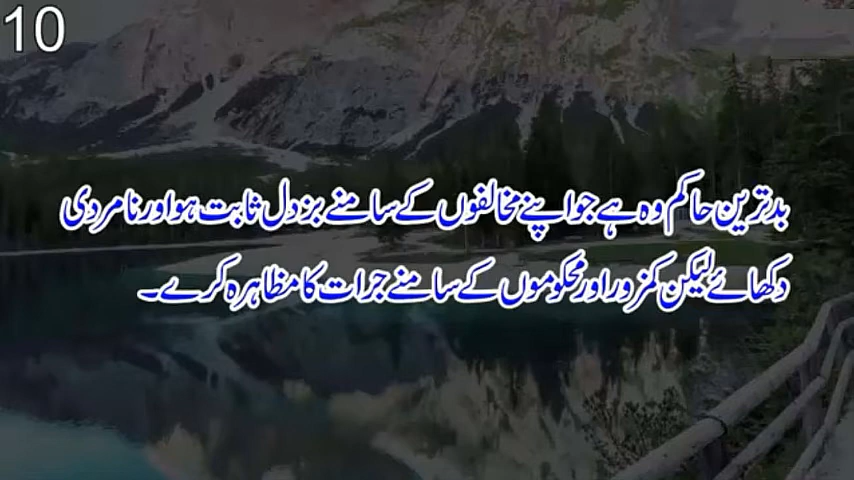 10
بدترین حاکم وہ ہے جو اپنے مخالفوں کے سامنے بزدل ثابت ہو اور نامردی
دکھائے لیکن کمزور اور محکوموں کے سامنے جرات کا مظاہرہ کرے۔